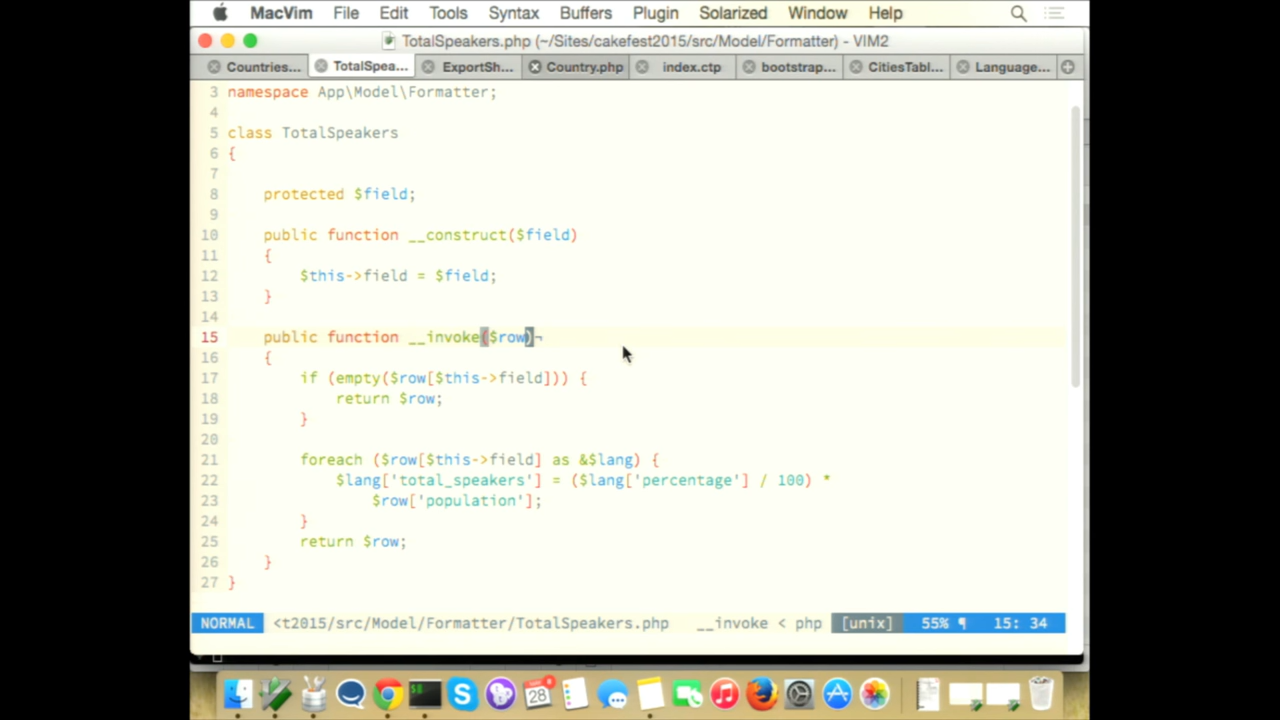 MacVim File Edit Tools Syntax Buffers Plugin Solarized Window Help
TotalSpeakers.php (~/Sites/cakefest2015/src/Model/Formatter) - VIM2
Countries... TotalSpea... ExportSh... Country.php index.ctp bootstrap... CitiesTabl... Language...
3 namespace App\Model\Formatter;
4
5 class TotalSpeakers
6 {
7
8 protected $field;
9
10 public function __construct($field)
11 {
12 $this->field = $field;
13 }
14
15 public function __invoke($row)¬
16 {
17 if (empty($row[$this->field])) {
18 return $row;
19 }
20
21 foreach ($row[$this->field] as &$lang) {
22 $lang['total_speakers'] = ($lang['percentage'] / 100) *
23 $row['population'];
24 }
25 return $row;
26 }
27 }
NORMAL <t2015/src/Model/Formatter/TotalSpeakers.php __invoke < php [unix] 55% ¶ 15: 34
28